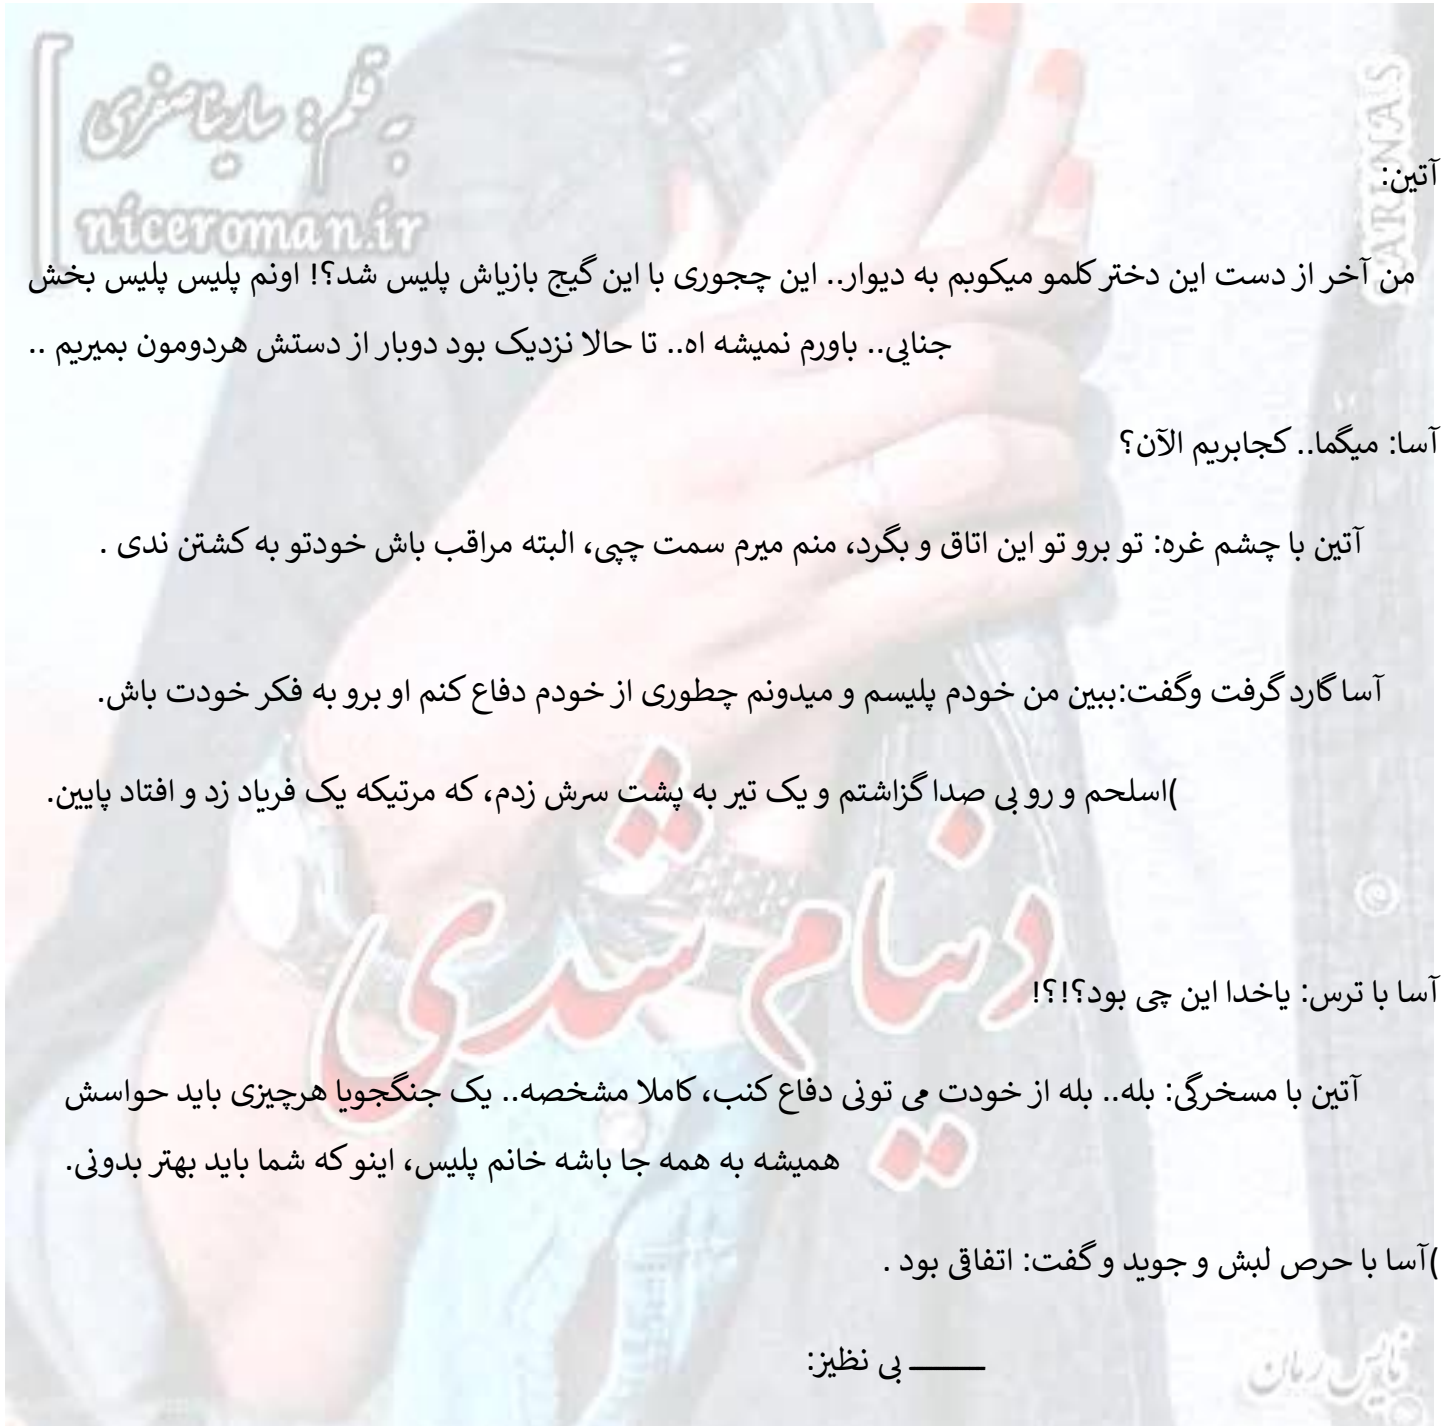 به قلم: سارینا صفری
niceroman.ir
SARINAS
آتین:
من آخر از دست این دختر کلمو میکوبم به دیوار.. این چجوری با این گیج بازیاش پلیس شد؟! اونم پلیس پلیس بخش
جنایی.. باورم نمیشه اه.. تا حالا نزدیک بود دوبار از دستش هردومون بمیریم ..
آسا: میگما.. کجابریم الآن؟
آتین با چشم غره: تو برو تو این اتاق و بگرد، منم میرم سمت چپی، البته مراقب باش خودتو به کشتن ندی .
آسا گارد گرفت وگفت:ببین من خودم پلیسم و میدونم چطوری از خودم دفاع کنم او برو به فکر خودت باش.
)اسلحم و رو بی صدا گزاشتم و یک تیر به پشت سرش زدم، که مرتیکه یک فریاد زد و افتاد پایین.
دنیام شدی
آسا با ترس: یاخدا این چی بود؟!؟!
آتین با مسخرگی: بله.. بله از خودت می تونی دفاع کنب، کاملا مشخصه.. یک جنگجویا هرچیزی باید حواسش
همیشه به همه جا باشه خانم پلیس، اینو که شما باید بهتر بدونی.
)آسا با حرص لبش و جوید و گفت: اتفاقی بود .
ـــــــــ بی نظیز:
نایس رمان